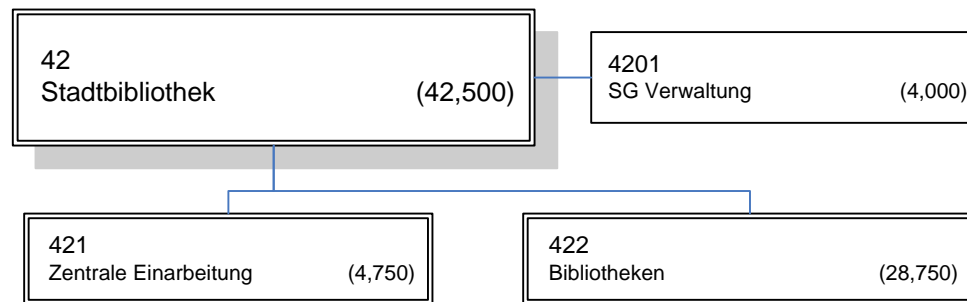 42
Stadtbibliothek (42,500)
4201
SG Verwaltung (4,000)
421
Zentrale Einarbeitung (4,750)
422
Bibliotheken (28,750)